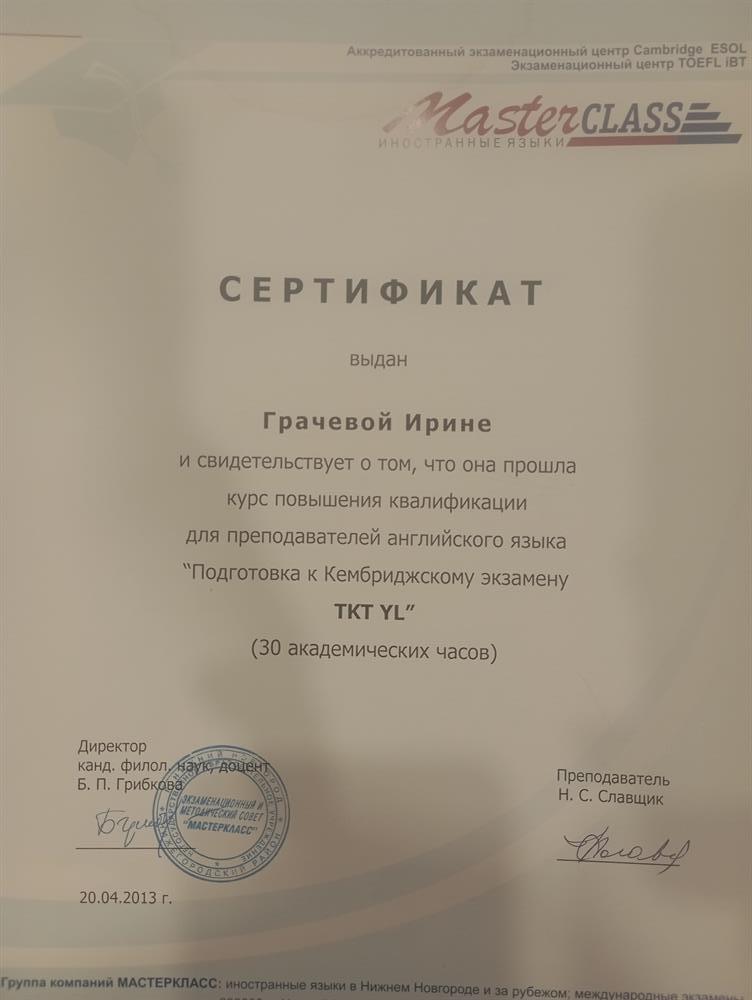 Аккредитованный экзаменационный центр Cambridge ESOL
Экзаменационный центр TOEFL iBT
MasterCLASS
ИНОСТРАННЫЕ ЯЗЫКИ
СЕРТИФИКАТ
выдан
Грачевой Ирине
и свидетельствует о том, что она прошла
курс повышения квалификации
для преподавателей английского языка
“Подготовка к Кембриджскому экзамену
TKT YL”
(30 академических часов)
Директор
канд. филол. наук, доцент
Б. П. Грибкова
ЭКЗАМЕНАЦИОННЫЙ И
МЕТОДИЧЕСКИЙ СОВЕТ
"МАСТЕРКЛАСС"
20.04.2013 г.
Преподаватель
Н. С. Славщик
Группа компаний МАСТЕРКЛАСС: иностранные языки в Нижнем Новгороде и за рубежом; международные